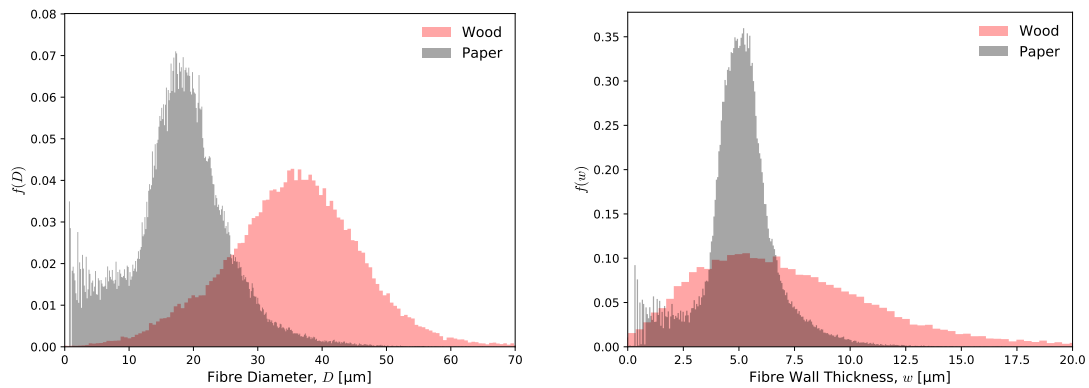 0.08
0.07
0.06
0.05
0.04
0.03
0.02
0.01
0.00
f(D)
0 10 20 30 40 50 60 70
Fibre Diameter, D [μm]
Wood
Paper
0.35
0.30
0.25
0.20
0.15
0.10
0.05
0.00
f(w)
0.0 2.5 5.0 7.5 10.0 12.5 15.0 17.5 20.0
Fibre Wall Thickness, w [μm]
Wood
Paper